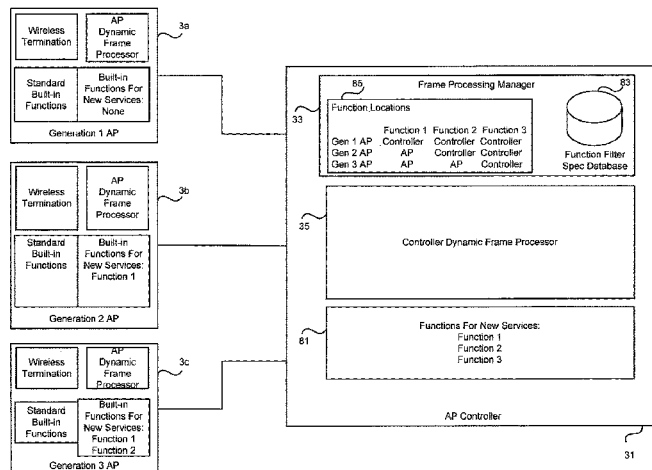 Wireless
Termination
AP
Dynamic
Frame
Processor
3a
Standard
Built-in
Functions
Built-in
Functions For
New Services:
None
Generation 1 AP
Wireless
Termination
AP
Dynamic
Frame
Processor
3b
Standard
Built-in
Functions
Built-in
Functions For
New Services:
Function 1
Generation 2 AP
Wireless
Termination
AP
Dynamic
Frame
Processor
3c
Standard
Built-in
Functions
Built-in
Functions For
New Services:
Function 1
Function 2
Generation 3 AP
85
Frame Processing Manager
83
33
Function Locations
Function 1 Function 2 Function 3
Gen 1 AP Controller Controller Controller
Gen 2 AP AP Controller Controller
Gen 3 AP AP AP Controller
Function Filter
Spec Database
35
Controller Dynamic Frame Processor
81
Functions For New Services:
Function 1
Function 2
Function 3
AP Controller
31